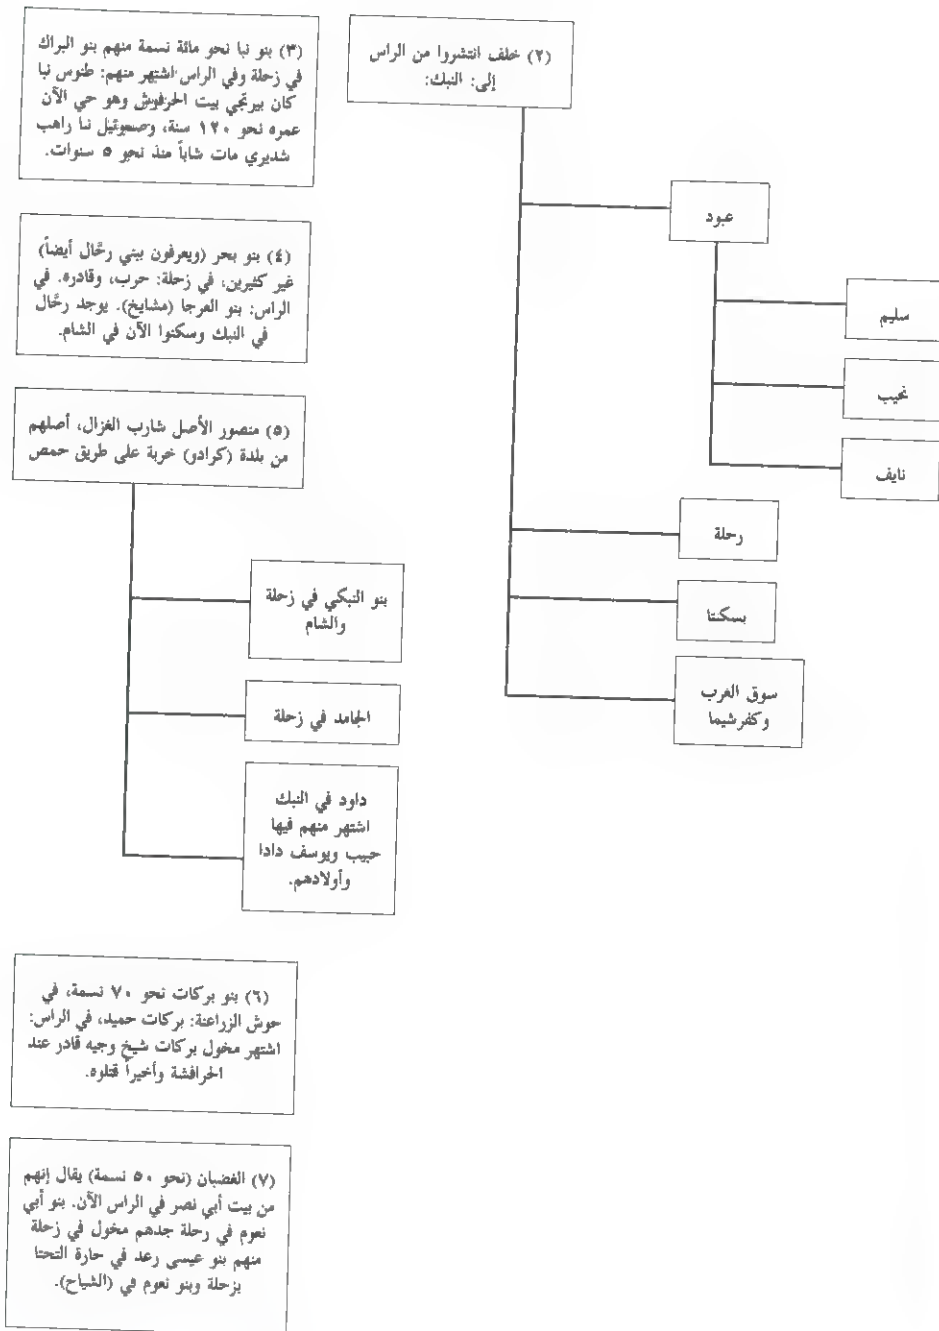 (٢) خلف انتشروا من الراس
إلى: النبك:
عبود
سليم
نجيب
نايف
رحلة
بسكنتا
سوق الغرب
وكفرشيما
(٣) بنو نبا نحو مائة نسمة منهم بنو البراك
في زحلة وفي الراس اشتهر منهم: طنوس نبا
كان بيرقجي بيت الحرفوش وهو حي الآن
عمره نحو ١٢٠ سنة، وصموئيل نبا راهب
شديري مات شاباً منذ نحو ٥ سنوات.
(٤) بنو بحر (ويعرفون ببني رحَّال أيضاً)
غير كثيرين، في زحلة: حرب، وقادره. في
الراس: بنو العرجا (مشايخ). يوجد رحَّال
في النبك وسكنوا الآن في الشام.
(٥) منصور الأصل شارب الغزال، أصلهم
من بلدة (كرادو) خربة على طريق حمص
بنو النبكي في زحلة
والشام
الجامد في زحلة
داود في النبك
اشتهر منهم فيها
حبيب ويوسف دادا
وأولادهم.
(٦) بنو بركات نحو ٧٠ نسمة، في
حوش الزراعنة: بركات حميد، في الراس:
اشتهر مخول بركات شيخ وجيه قادر عند
الحرافشة وأخيراً قتلوه.
(٧) الغضبان (نحو ٥٠ نسمة) يقال إنهم
من بيت أبي نصر في الراس الآن. بنو أبي
نعوم في رحلة جدهم مخول في زحلة
منهم بنو عيسى رعد في حارة التحتا
بزحلة وبنو نعوم في (الشياح).